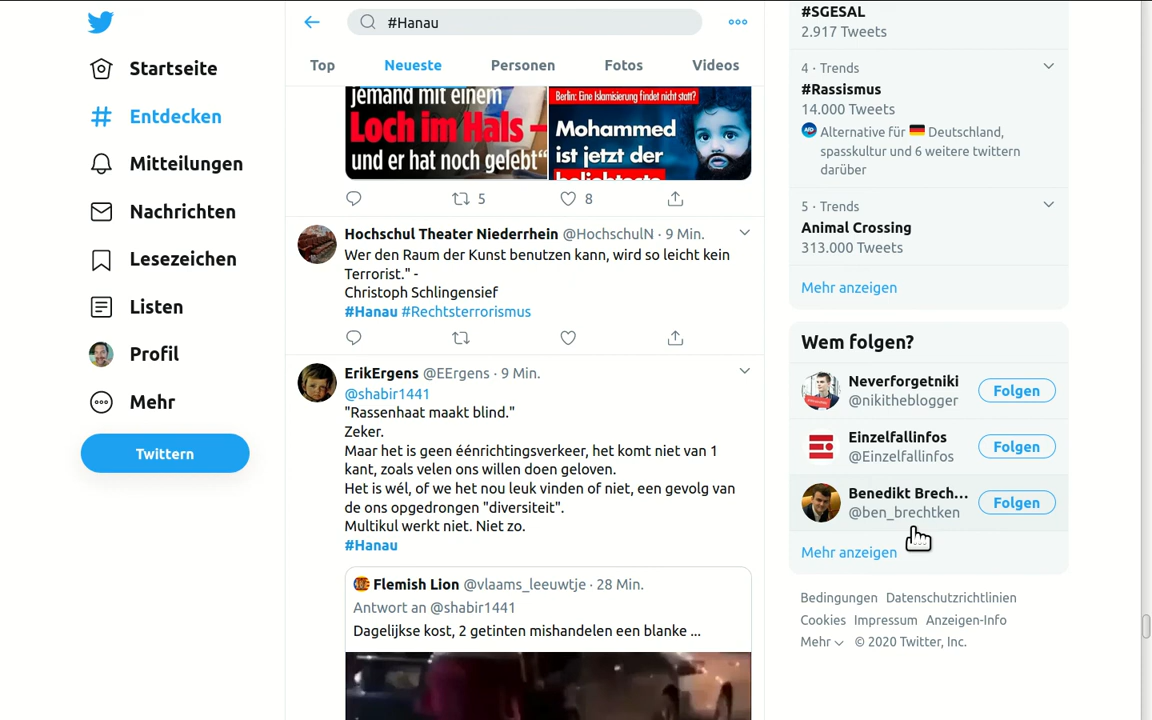 Startseite
Entdecken
Mitteilungen
Nachrichten
Lesezeichen
Listen
Profil
Mehr
Twittern
#Hanau
Top
Neueste
Personen
Fotos
Videos
jemand mit einem
Loch im Hals –
und er hat noch gelebt“
Berlin: Eine Islamisierung findet nicht statt?
Mohammed
ist jetzt der
beliebteste
5
8
Hochschul Theater Niederrhein @HochschulN · 9 Min.
Wer den Raum der Kunst benutzen kann, wird so leicht kein
Terrorist." -
Christoph Schlingensief
#Hanau #Rechtsterrorismus
ErikErgens @EErgens · 9 Min.
@shabir1441
"Rassenhaat maakt blind."
Zeker.
Maar het is geen éénrichtingsverkeer, het komt niet van 1
kant, zoals velen ons willen doen geloven.
Het is wél, of we het nou leuk vinden of niet, een gevolg van
de ons opgedrongen "diversiteit".
Multikul werkt niet. Niet zo.
#Hanau
Flemish Lion @vlaams_leeuwtje · 28 Min.
Antwort an @shabir1441
Dagelijkse kost, 2 getinten mishandelen een blanke ...
#SGESAL
2.917 Tweets
4 · Trends
#Rassismus
14.000 Tweets
Alternative für Deutschland,
spasskultur und 6 weitere twittern
darüber
5 · Trends
Animal Crossing
313.000 Tweets
Mehr anzeigen
Wem folgen?
Neverforgetniki
@nikitheblogger
Folgen
Einzelfallinfos
@Einzelfallinfos
Folgen
Benedikt Brech...
@ben_brechtken
Folgen
Mehr anzeigen
Bedingungen Datenschutzrichtlinien
Cookies Impressum Anzeigen-Info
Mehr © 2020 Twitter, Inc.